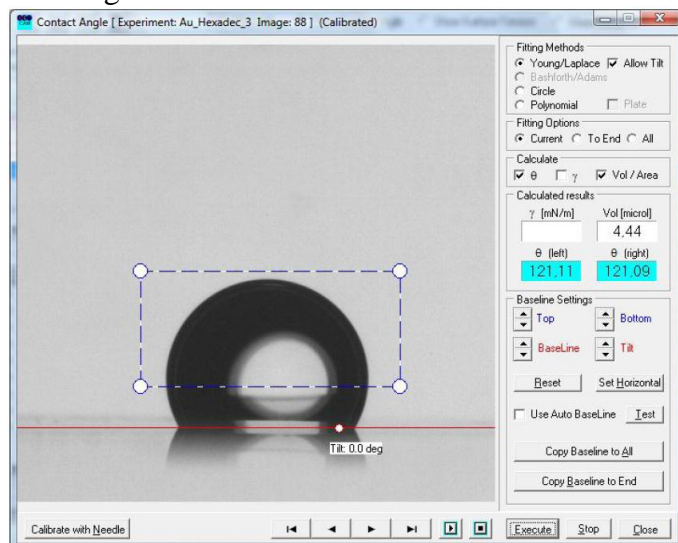 Contact Angle [ Experiment: Au_Hexadec_3 Image: 88 ] (Calibrated)
Fitting Methods
Young/Laplace Allow Tilt
Bashforth/Adams
Circle
Polynomial Plate
Fitting Options
Current To End All
Calculate
θ γ Vol / Area
Calculated results
γ [mN/m] Vol [microl]
4,44
θ (left) θ (right)
121,11 121,09
Baseline Settings
Top Bottom
BaseLine Tilt
Reset Set Horizontal
Use Auto BaseLine Test
Tilt: 0.0 deg
Copy Baseline to All
Copy Baseline to End
Calibrate with Needle Execute Stop Close